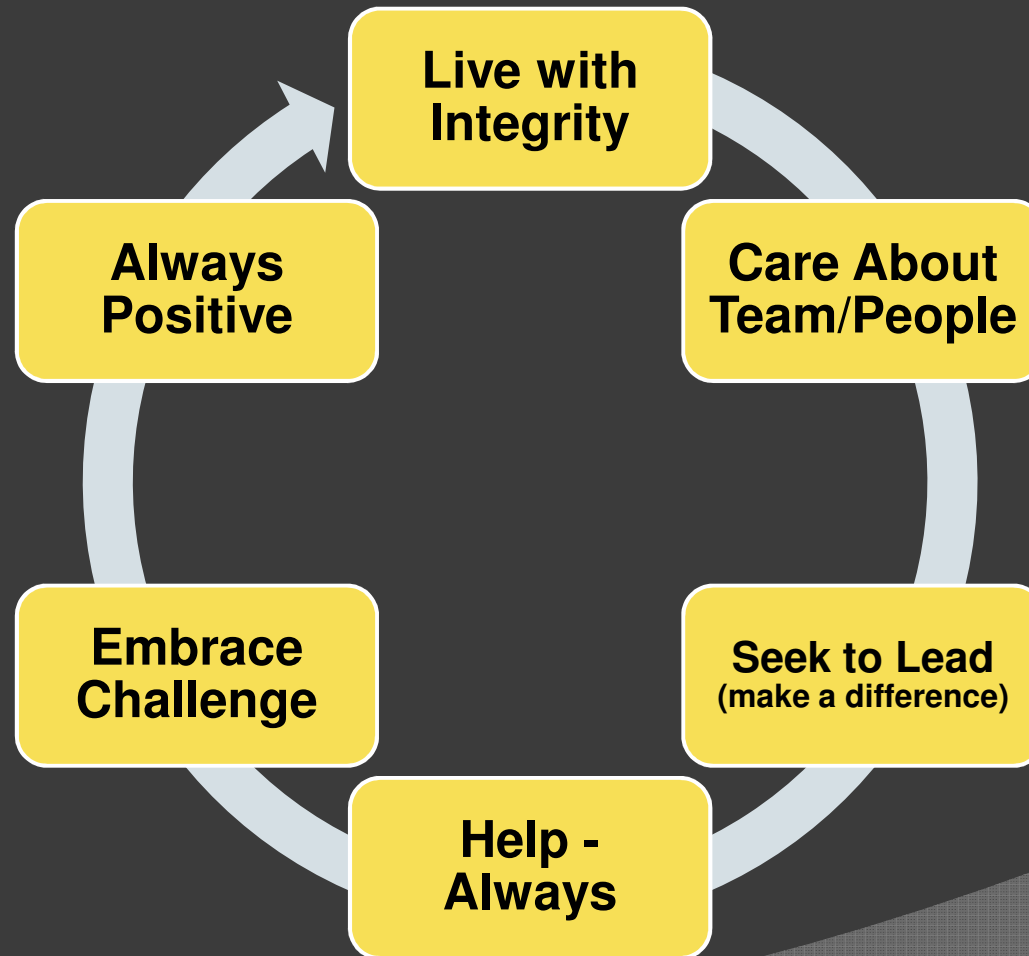 Live with
Integrity
Care About
Team/People
Seek to Lead
(make a difference)
Help -
Always
Embrace
Challenge
Always
Positive